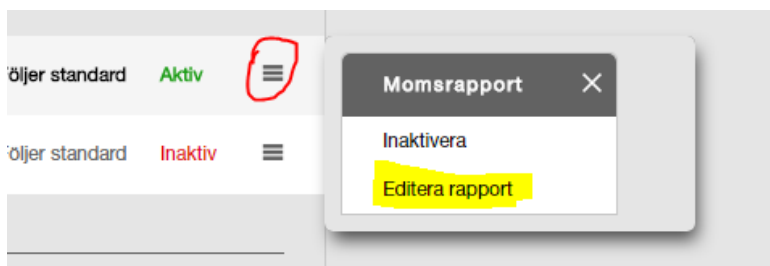 öljer standard Aktiv
Momsrapport
Inaktivera
öljer standard Inaktiv
Editera rapport